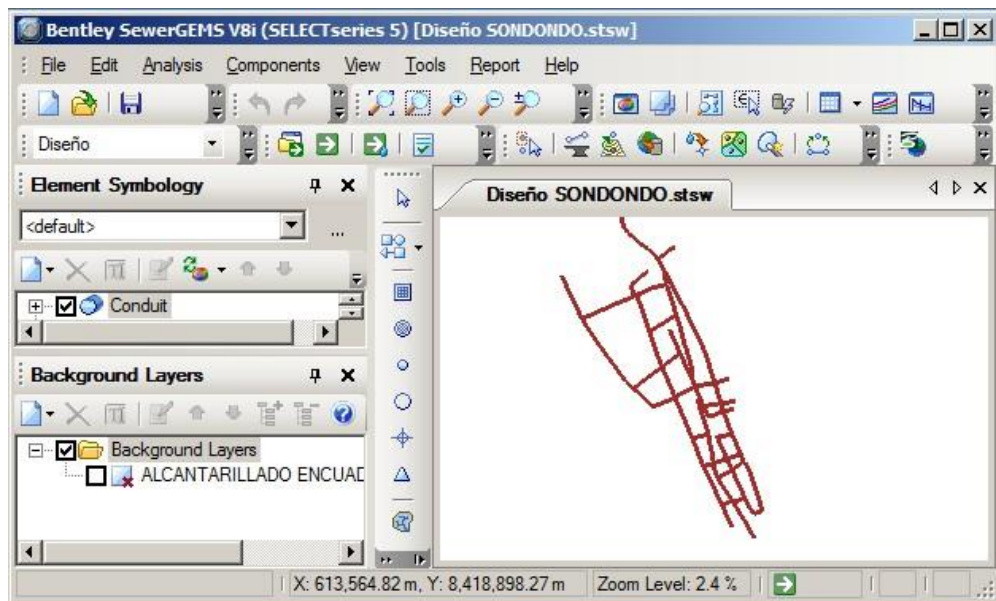 Bentley SewerGEMS V8i (SELECTseries 5) [Diseño SONDONDO.stsw]
File Edit Analysis Components View Tools Report Help
Diseño
Element Symbology
<default>
...
Conduit
Background Layers
Background Layers
ALCANTARILLADO ENCUAD
Diseño SONDONDO.stsw
X: 613,564.82 m, Y: 8,418,898.27 m Zoom Level: 2.4 %